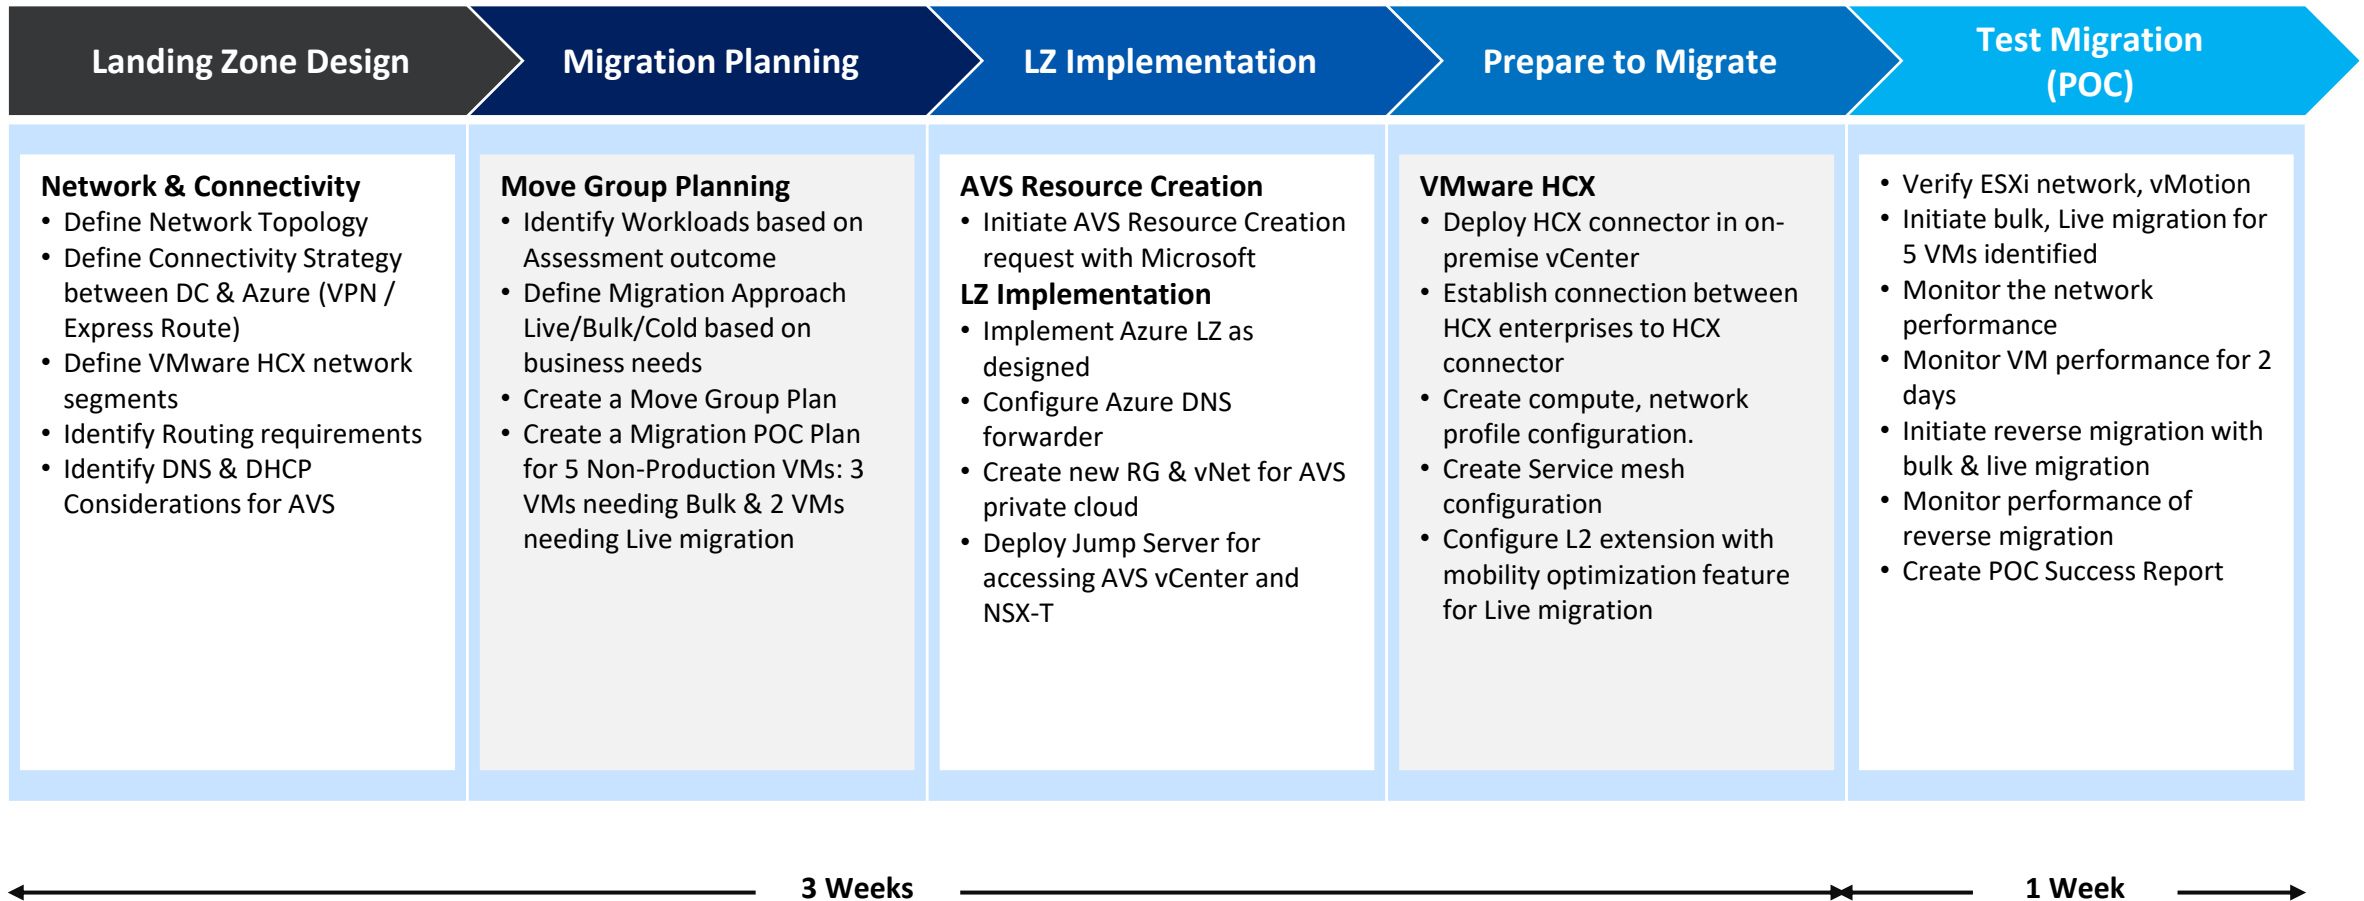 Landing Zone Design
Migration Planning
LZ Implementation
Prepare to Migrate
Test Migration
(POC)
Network & Connectivity
• Define Network Topology
• Define Connectivity Strategy
between DC & Azure (VPN /
Express Route)
• Define VMware HCX network
segments
• Identify Routing requirements
• Identify DNS & DHCP
Considerations for AVS
Move Group Planning
• Identify Workloads based on
Assessment outcome
• Define Migration Approach
Live/Bulk/Cold based on
business needs
• Create a Move Group Plan
• Create a Migration POC Plan
for 5 Non-Production VMs: 3
VMs needing Bulk & 2 VMs
needing Live migration
AVS Resource Creation
• Initiate AVS Resource Creation
request with Microsoft
LZ Implementation
• Implement Azure LZ as
designed
• Configure Azure DNS
forwarder
• Create new RG & vNet for AVS
private cloud
• Deploy Jump Server for
accessing AVS vCenter and
NSX-T
VMware HCX
• Deploy HCX connector in on-
premise vCenter
• Establish connection between
HCX enterprises to HCX
connector
• Create compute, network
profile configuration.
• Create Service mesh
configuration
• Configure L2 extension with
mobility optimization feature
for Live migration
• Verify ESXi network, vMotion
• Initiate bulk, Live migration for
5 VMs identified
• Monitor the network
performance
• Monitor VM performance for 2
days
• Initiate reverse migration with
bulk & live migration
• Monitor performance of
reverse migration
• Create POC Success Report
3 Weeks
1 Week